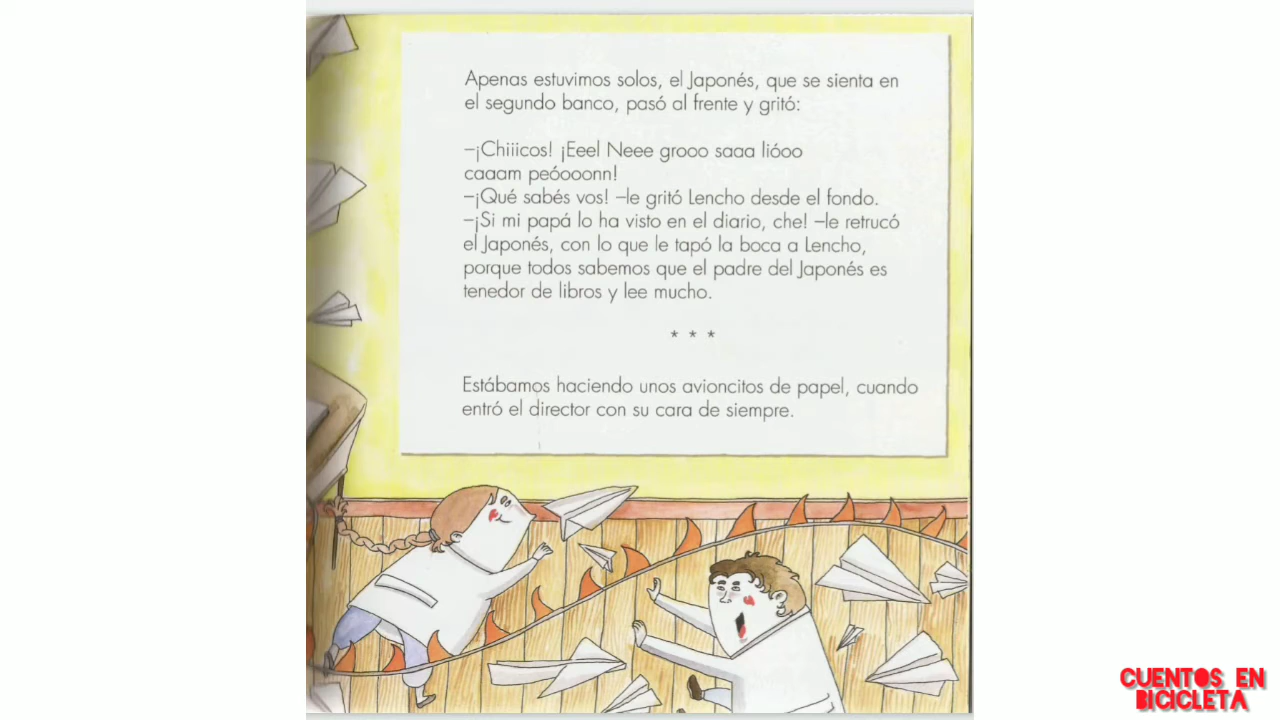 Apenas estuvimos solos, el Japonés, que se sienta en
el segundo banco, pasó al frente y gritó:
–¡Chiiicos! ¡Eeel Neee grooo saaa lióoo
caaam peóooonn!
–¡Qué sabés vos! –le gritó Lencho desde el fondo.
–¡Si mi papá lo ha visto en el diario, che! –le retrucó
el Japonés, con lo que le tapó la boca a Lencho,
porque todos sabemos que el padre del Japonés es
tenedor de libros y lee mucho.
* * *
Estábamos haciendo unos avioncitos de papel, cuando
entró el director con su cara de siempre.
CUENTOS EN
BICICLETA